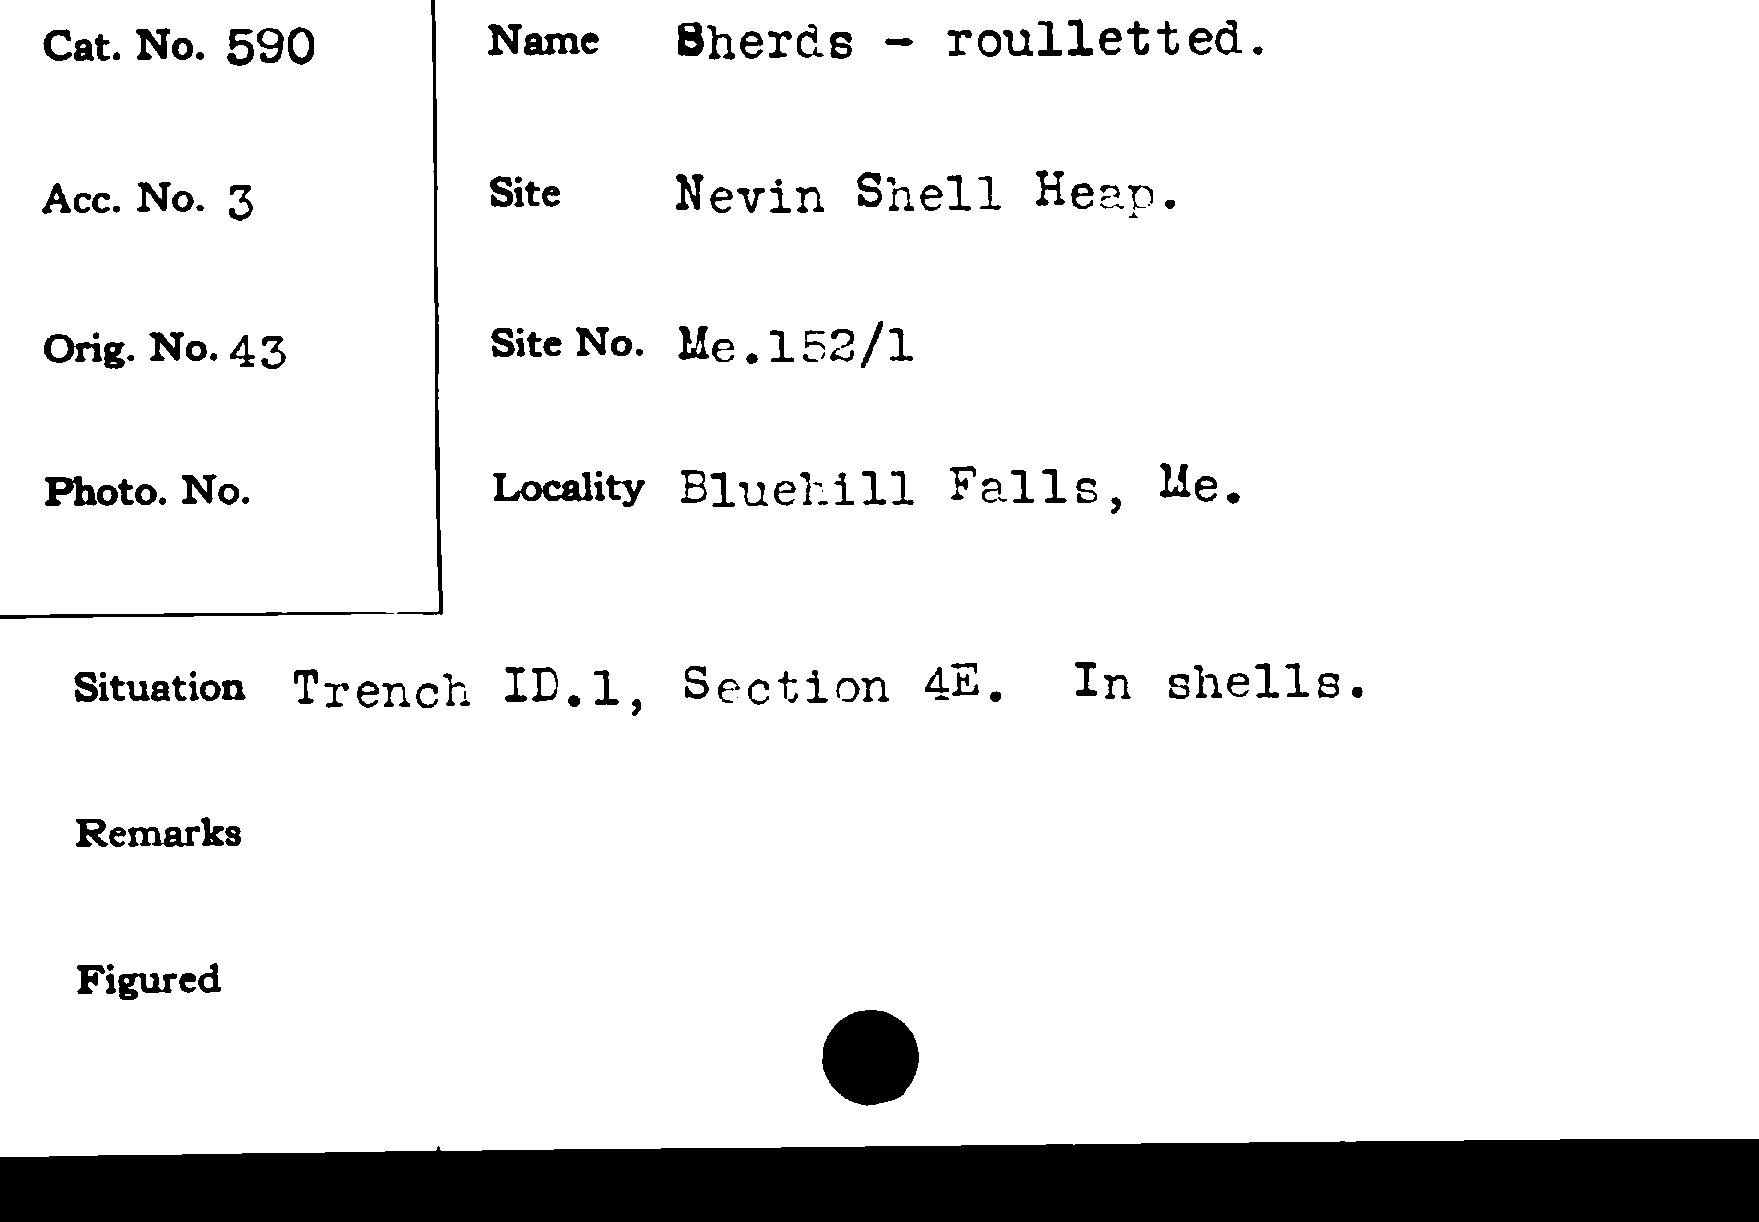 Cat. No. 590
Name Sherds - roulletted.
Acc. No. 3
Site Nevin Shell Heap.
Orig. No. 43
Site No. Me.152/1
Photo. No.
Locality Bluehill Falls, Me.
Situation Trench ID.1, Section 4E. In shells.
Remarks
Figured